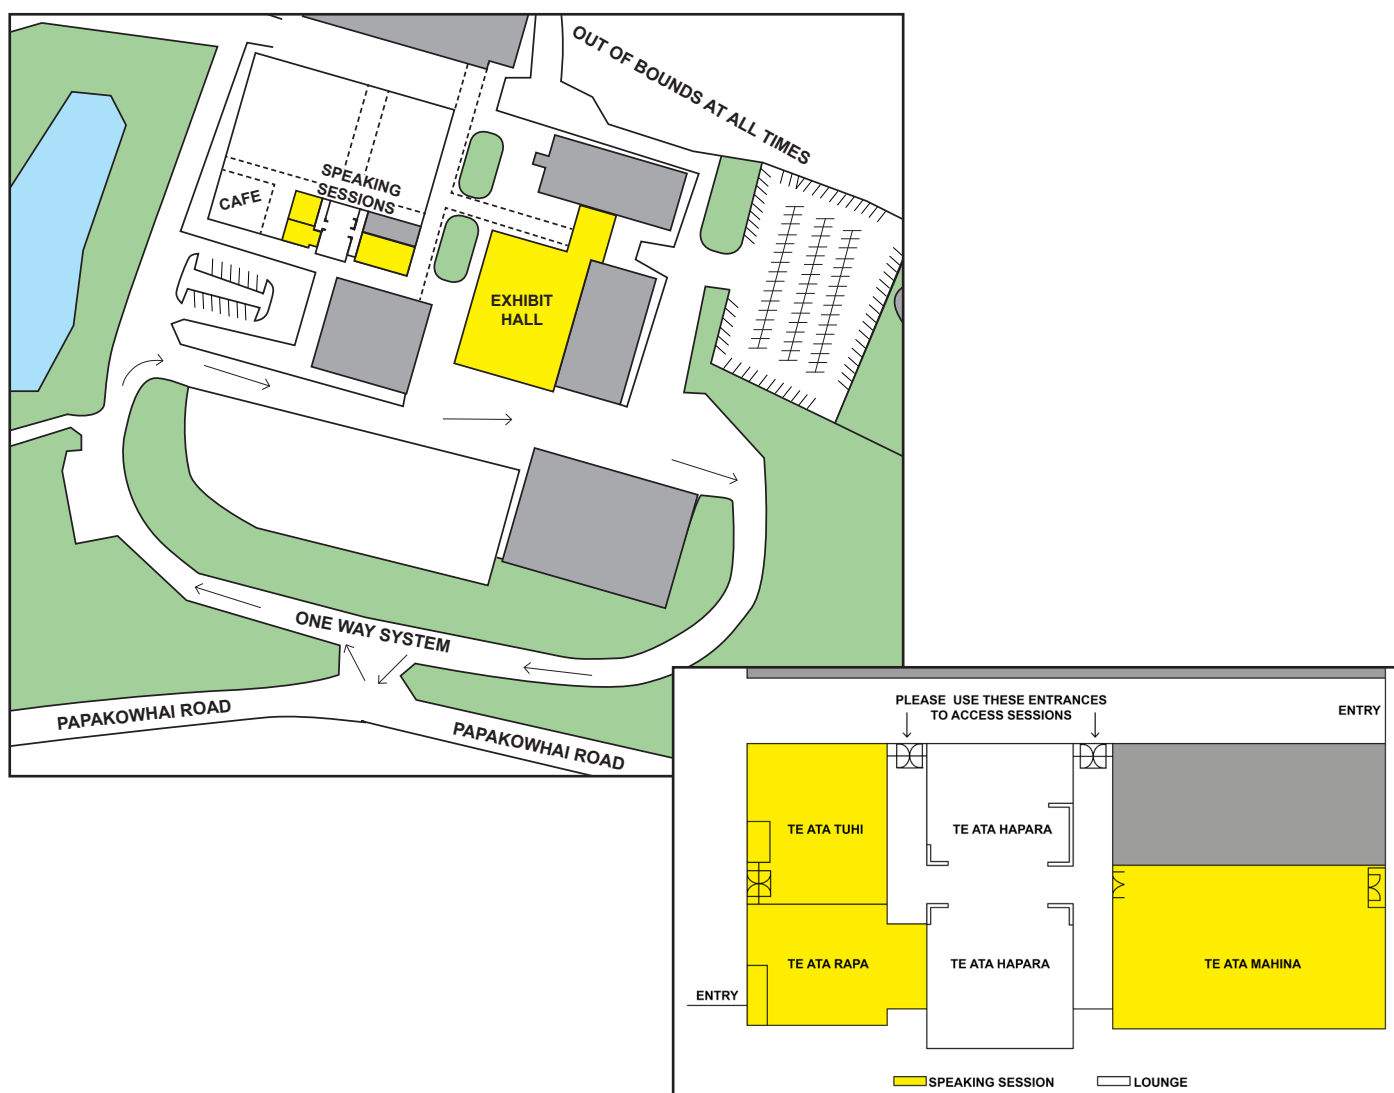 OUT OF BOUNDS AT ALL TIMES
SPEAKING
SESSIONS
CAFE
EXHIBIT
HALL
ONE WAY SYSTEM
PAPAKOWHAI ROAD
PAPAKOWHAI ROAD
PLEASE USE THESE ENTRANCES
TO ACCESS SESSIONS
ENTRY
TE ATA TUHI
TE ATA HAPARA
TE ATA RAPA
TE ATA HAPARA
TE ATA MAHINA
ENTRY
SPEAKING SESSION
LOUNGE